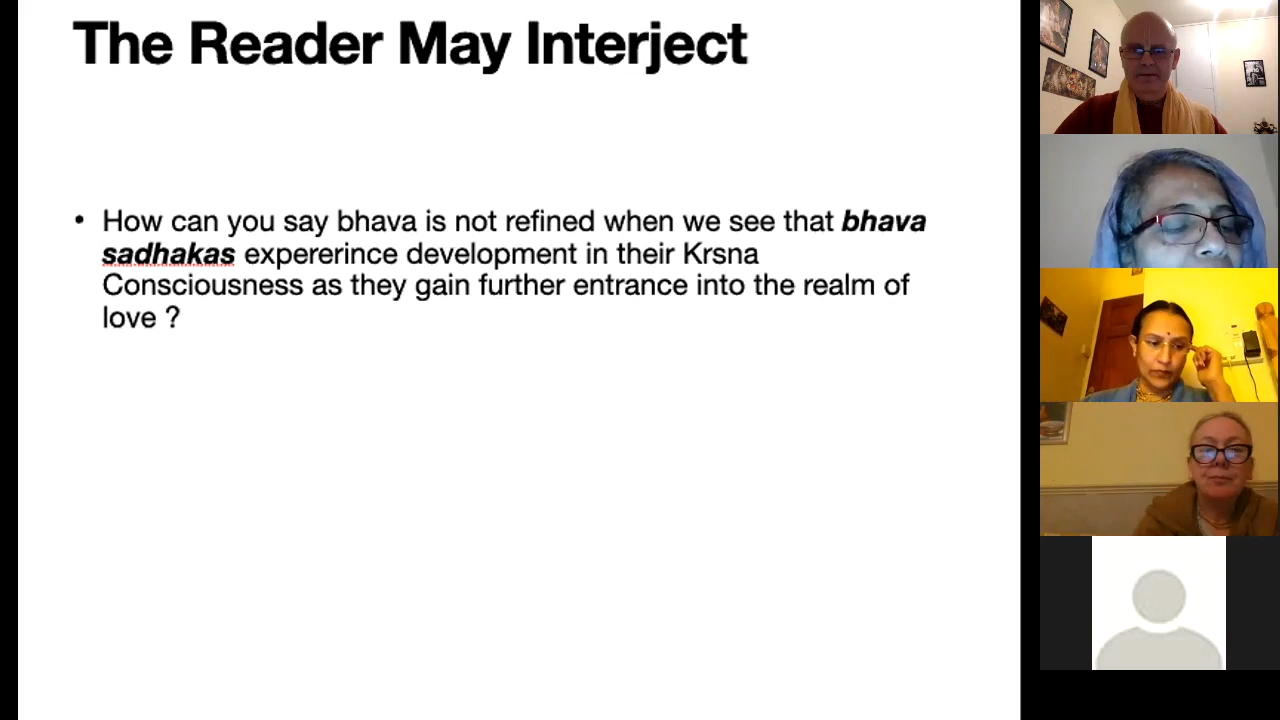 The Reader May Interject
• How can you say bhava is not refined when we see that bhava
sadhakas expererince development in their Krsna
Consciousness as they gain further entrance into the realm of
love ?